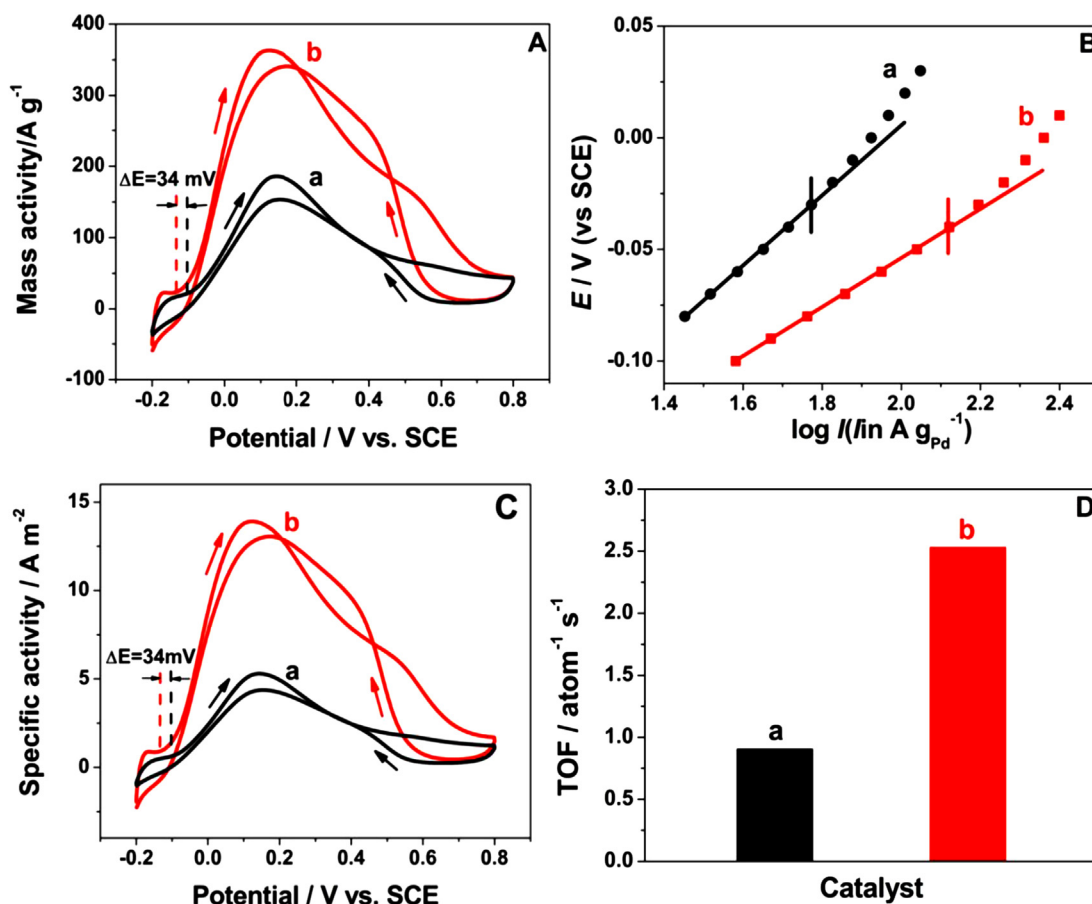 A
400
300
200
100
0
-100
-0.2 0.0 0.2 0.4 0.6 0.8
Mass activity/A g⁻¹
Potential / V vs. SCE
ΔE=34 mV
b
a
B
0.05
0.00
-0.05
-0.10
1.4 1.6 1.8 2.0 2.2 2.4
E / V (vs SCE)
log I(I in A g_Pd⁻¹)
a
b
C
15
10
5
0
-0.2 0.0 0.2 0.4 0.6 0.8
Specific activity / A m⁻²
Potential / V vs. SCE
ΔE=34mV
b
a
D
3.0
2.5
2.0
1.5
1.0
0.5
0.0
TOF / atom⁻¹ s⁻¹
Catalyst
a
b